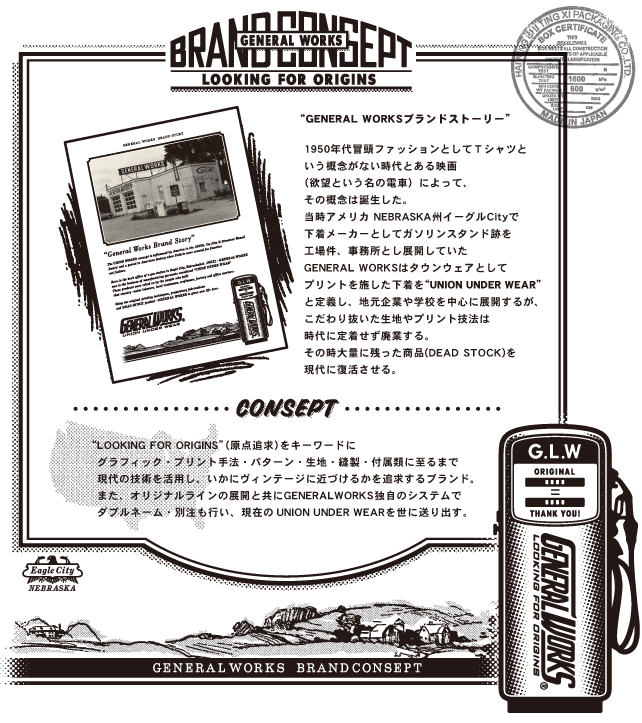 BRAND CONSEPT
GENERAL WORKS
LOOKING FOR ORIGINS
BOX CERTIFICATE
MADE IN JAPAN
GENERAL WORKS BRAND STORY
GENERAL WORKS
"General Works Brand Story"
GENERAL WORKS
UNION UNDER WEAR
G.L.W
“GENERAL WORKSブランドストーリー”
1950年代冒頭ファッションとしてTシャツと
いう概念がない時代とある映画
(欲望という名の電車) によって、
その概念は誕生した。
当時アメリカ NEBRASKA州イーグルCityで
下着メーカーとしてガソリンスタンド跡を
工場件、事務所とし展開していた
GENERAL WORKSはタウンウェアとして
プリントを施した下着を“UNION UNDER WEAR”
と定義し、地元企業や学校を中心に展開するが、
こだわり抜いた生地やプリント技法は
時代に定着せず廃業する。
その時大量に残った商品(DEAD STOCK)を
現代に復活させる。
CONSEPT
“LOOKING FOR ORIGINS”(原点追求)をキーワードに
グラフィック・プリント手法・パターン・生地・縫製・付属類に至るまで
現代の技術を活用し、いかにヴィンテージに近づけるかを追求するブランド。
また、オリジナルラインの展開と共にGENERALWORKS独自のシステムで
ダブルネーム・別注も行い、現在の UNION UNDER WEARを世に送り出す。
G.L.W
ORIGINAL
THANK YOU!
GENERAL WORKS®
LOOKING FOR ORIGINS
Eagle City
NEBRASKA
GENERAL WORKS BRAND CONSEPT